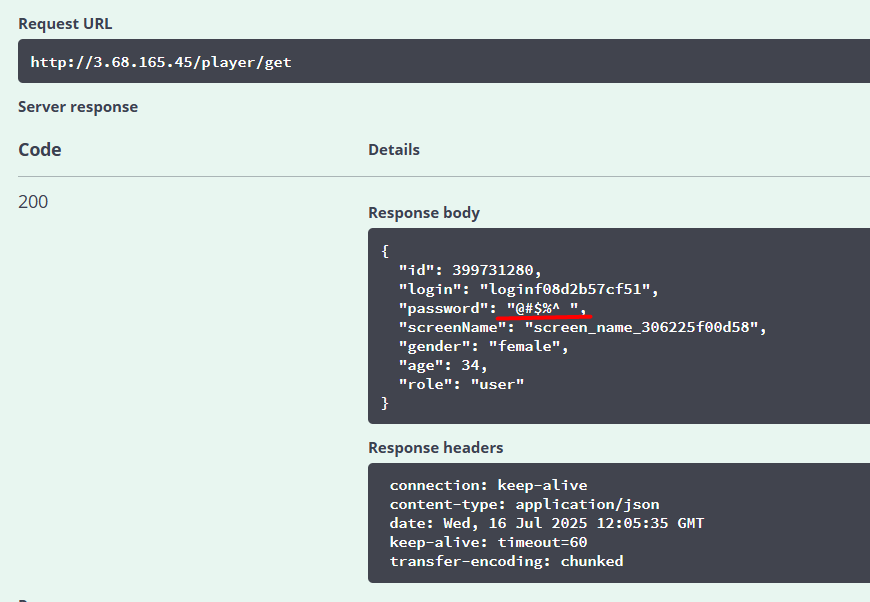 Request URL
http://3.68.165.45/player/get
Server response
Code Details
200
Response body
{
"id": 399731280,
"login": "loginf08d2b57cf51",
"password": "@#$%^ ",
"screenName": "screen_name_306225f00d58",
"gender": "female",
"age": 34,
"role": "user"
}
Response headers
connection: keep-alive
content-type: application/json
date: Wed, 16 Jul 2025 12:05:35 GMT
keep-alive: timeout=60
transfer-encoding: chunked